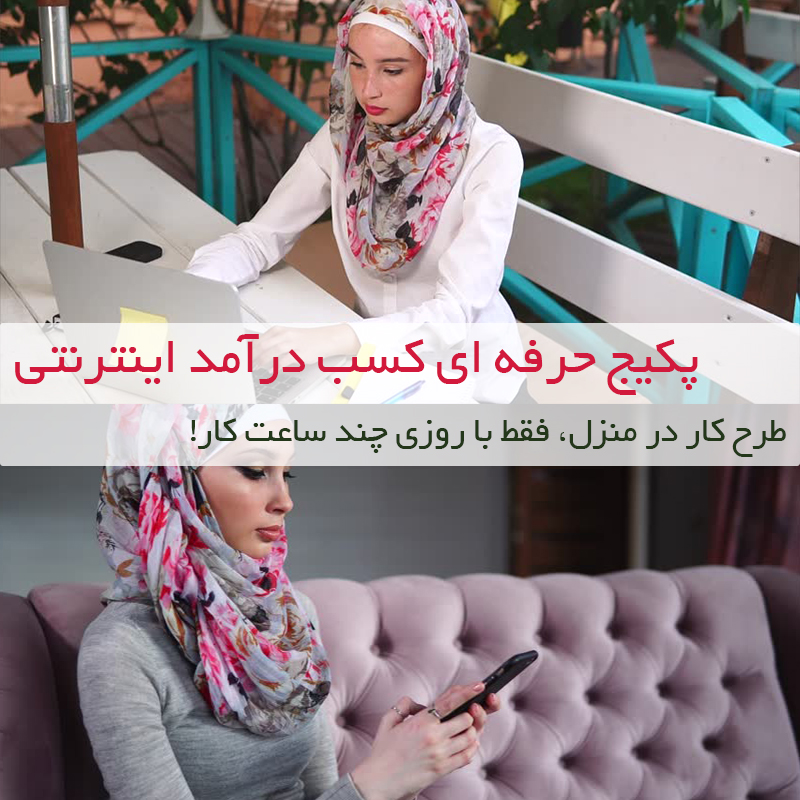 پکیج حرفه ای کسب درآمد اینترنتی
طرح کار در منزل، فقط با روزی چند ساعت کار!